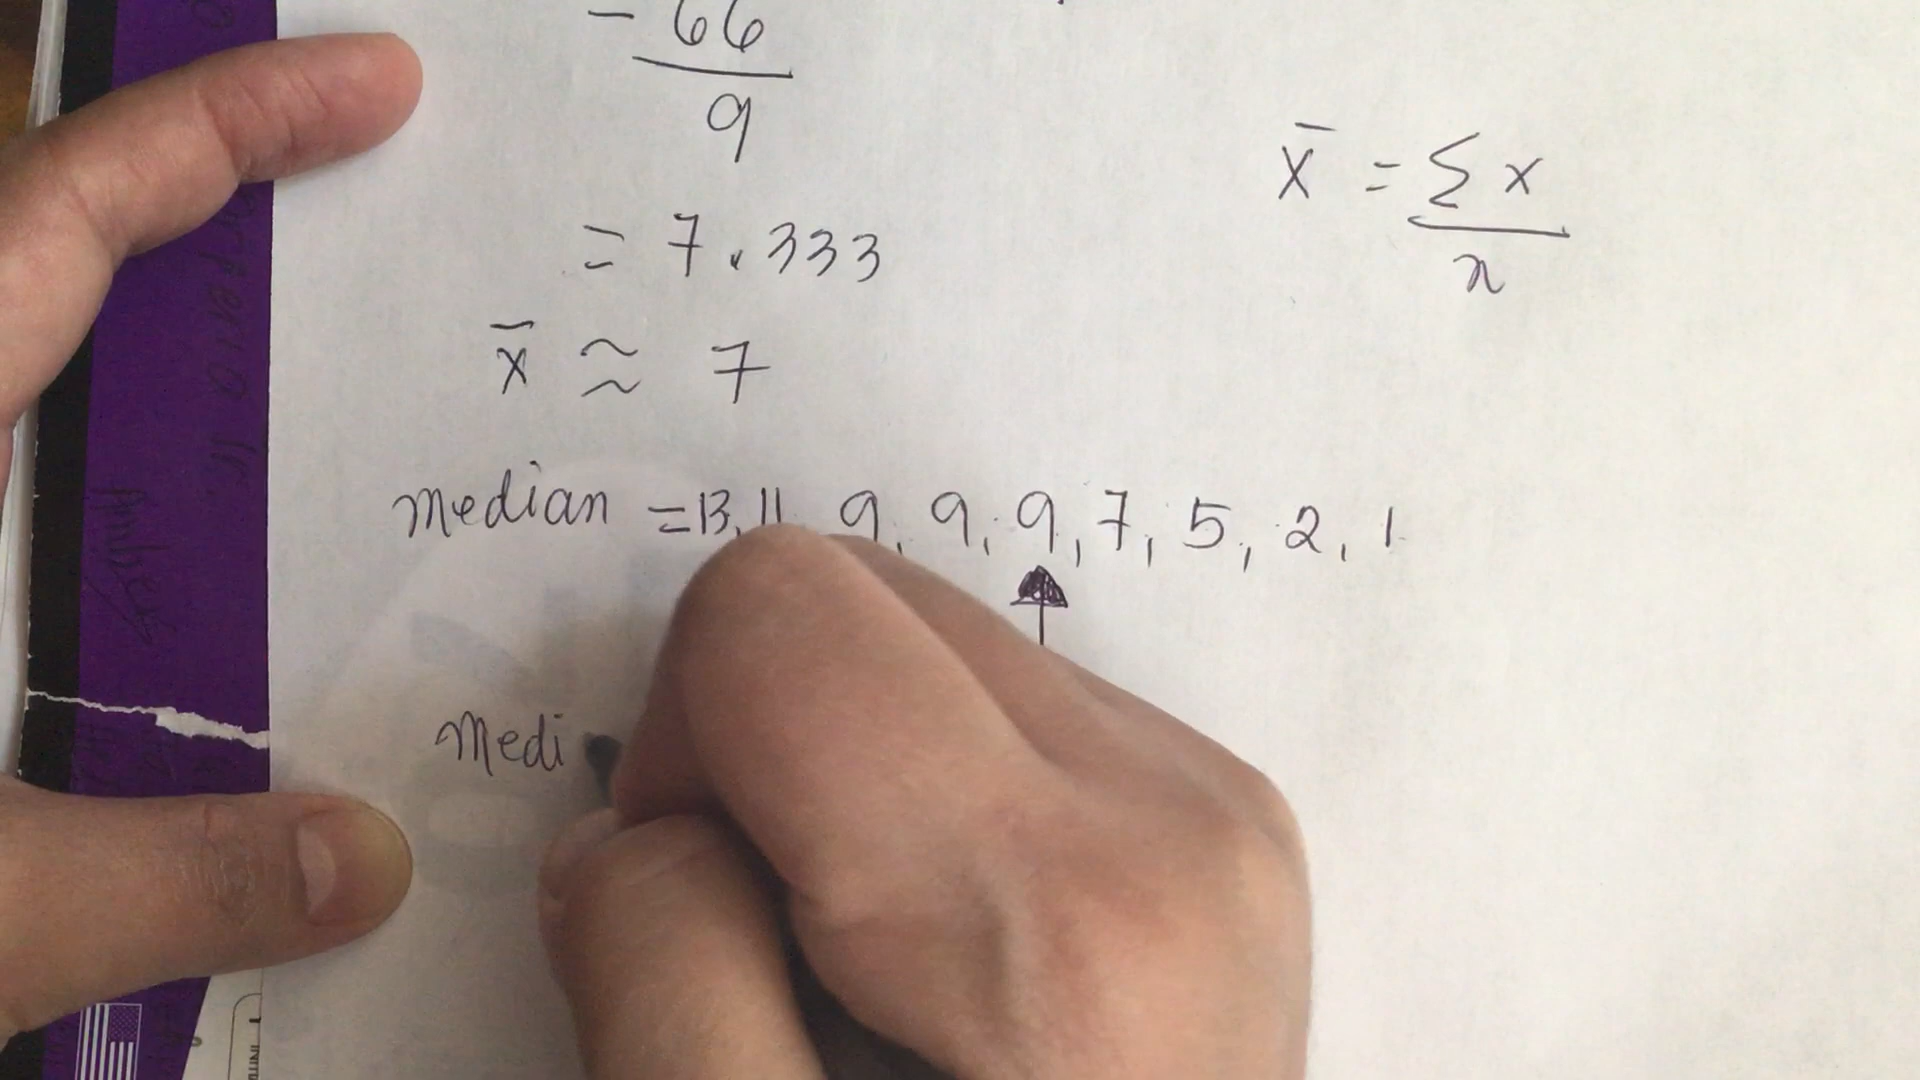 66
9
= 7.333
x̄ = Σx
n
x̄ ≈ 7
median = 13, 11, 9, 9, 9, 7, 5, 2, 1
Medi